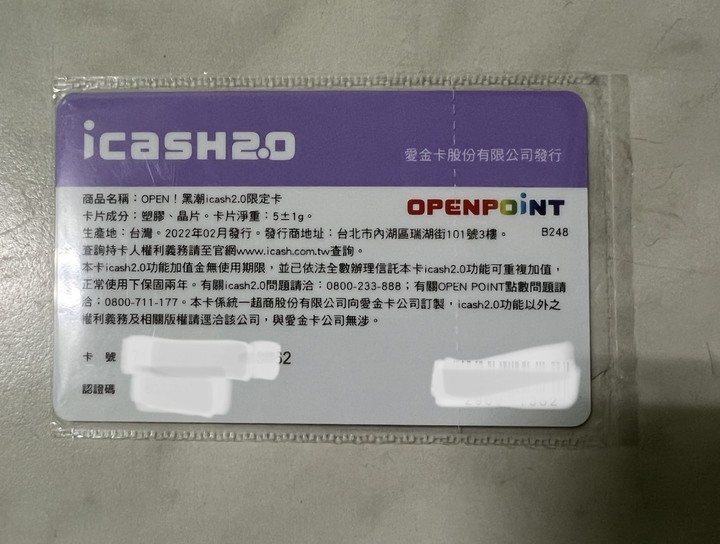 icash2.0
愛金卡股份有限公司發行
商品名稱：OPEN！黑潮icash2.0限定卡
OPENPOINT
卡片成分：塑膠、晶片。卡片淨重：5±1g。
生產地：台灣。2022年02月發行。發行商地址：台北市內湖區瑞湖街101號3樓。
B248
查詢持卡人權利義務請至官網www.icash.com.tw查詢。
本卡icash2.0功能加值金無使用期限，並已依法全數辦理信託本卡icash2.0功能可重複加值，
正常使用下保固兩年。有關icash2.0問題請洽：0800-233-888；有關OPEN POINT點數問題請
洽：0800-711-177。本卡係統一超商股份有限公司向愛金卡公司訂製，icash2.0功能以外之
權利義務及相關版權請逕洽該公司，與愛金卡公司無涉。
卡 號
62
認證碼